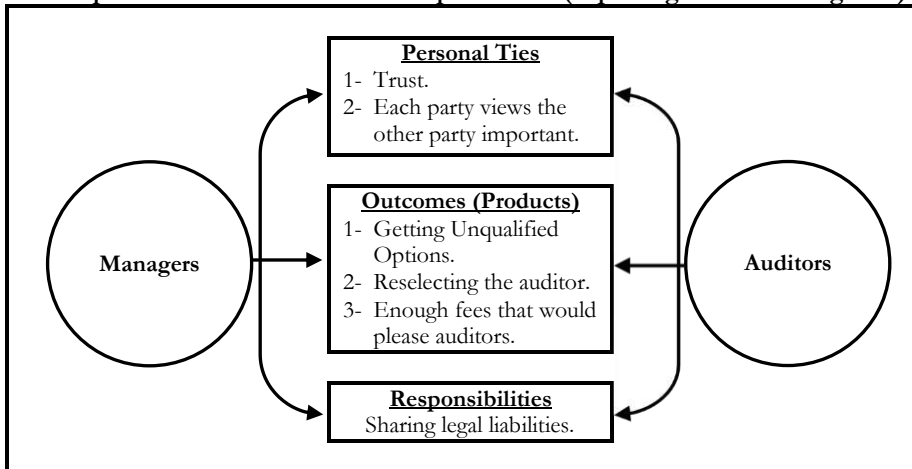 Personal Ties
1- Trust.
2- Each party views the
other party important.
Managers
Outcomes (Products)
1- Getting Unqualified
Options.
2- Reselecting the auditor.
3- Enough fees that would
please auditors.
Auditors
Responsibilities
Sharing legal liabilities.